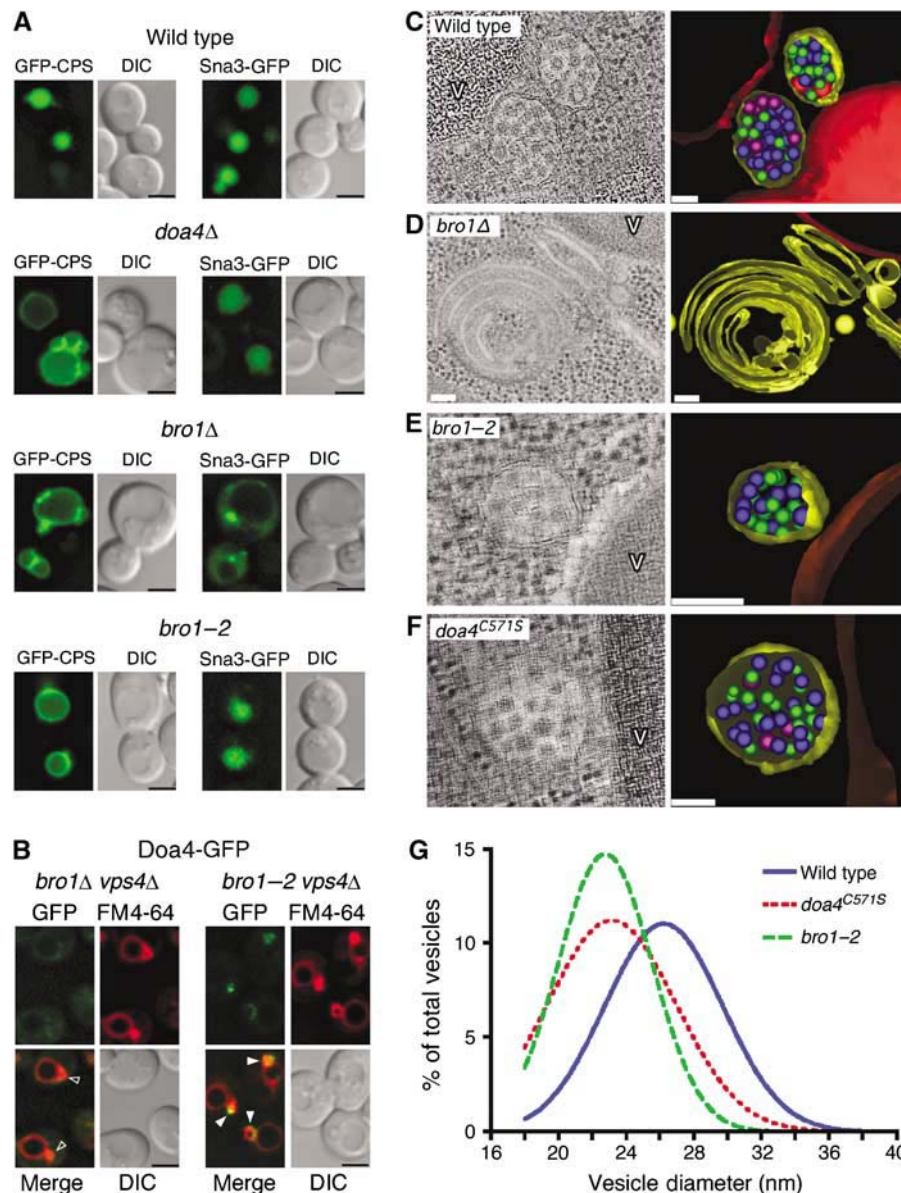 A
Wild type
GFP-CPS DIC Sna3-GFP DIC
doa4Δ
GFP-CPS DIC Sna3-GFP DIC
bro1Δ
GFP-CPS DIC Sna3-GFP DIC
bro1–2
GFP-CPS DIC Sna3-GFP DIC
B
Doa4-GFP
bro1Δ vps4Δ bro1–2 vps4Δ
GFP FM4-64 GFP FM4-64
Merge DIC Merge DIC
C Wild type
V
D bro1Δ
V
E bro1–2
V
F doa4C571S
V
G
15
10
5
0
% of total vesicles
16 20 24 28 32 36 40
Vesicle diameter (nm)
Wild type
doa4C571S
bro1–2